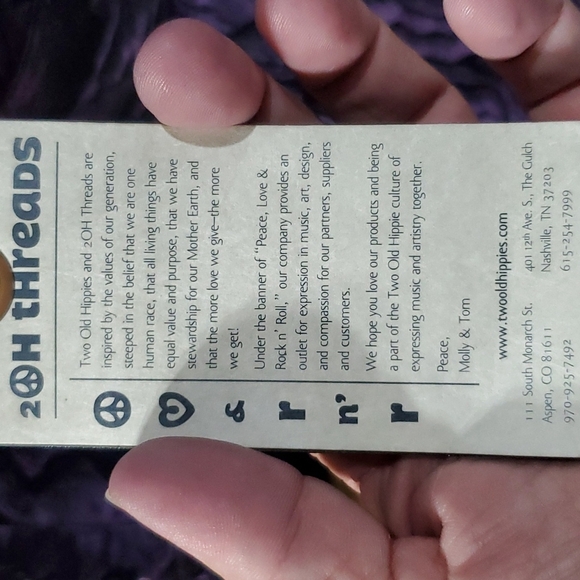 2OH tHreaDS
Two Old Hippies and 2OH Threads are
inspired by the values of our generation,
steeped in the belief that we are one
human race, that all living things have
equal value and purpose, that we have
stewardship for our Mother Earth, and
that the more love we give—the more
we get!
&
r
n'
r
Under the banner of "Peace, Love &
Rock n' Roll," our company provides an
outlet for expression in music, art, design,
and compassion for our partners, suppliers
and customers.
We hope you love our products and being
a part of the Two Old Hippie culture of
expressing music and artistry together.
Peace,
Molly & Tom
www.twooldhippies.com
111 South Monarch St.
Aspen, CO 81611
970-925-7492
401 12th Ave. S., The Gulch
Nashville, TN 37203
615-254-7999